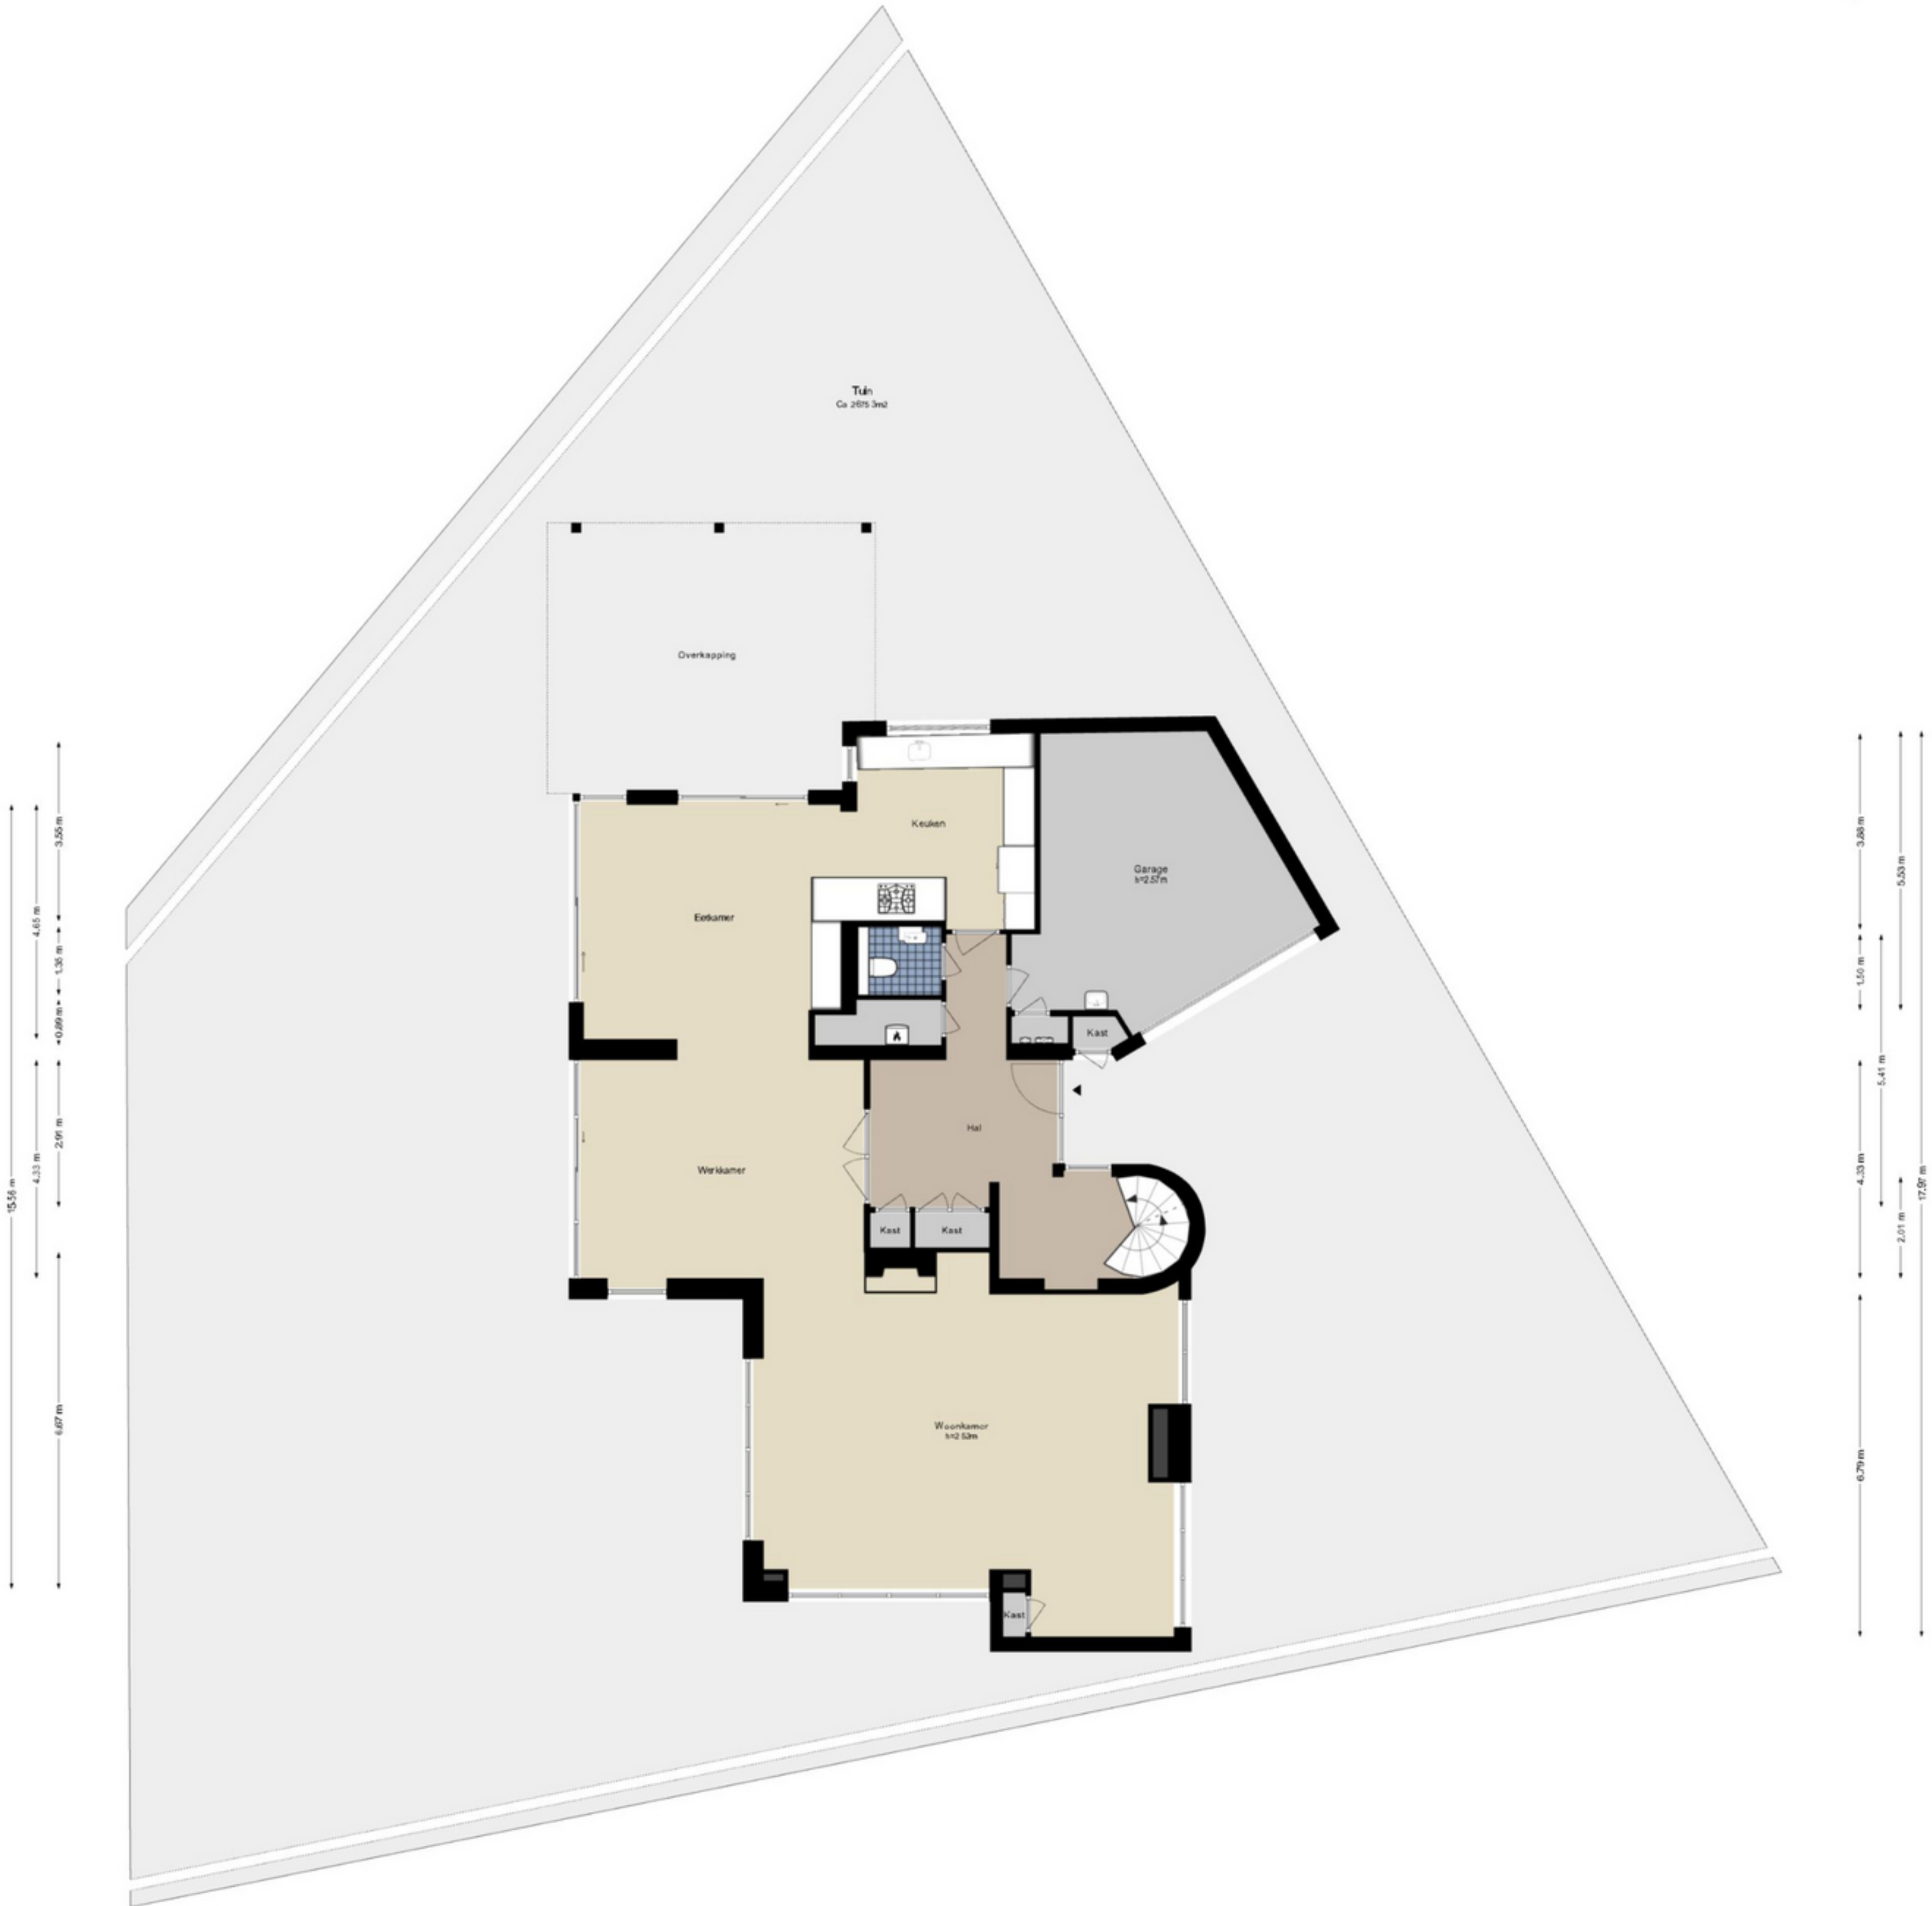 Tuin
Ca. 2675.3m2
Overkapping
Keuken
Garage
h=2.57m
Eetkamer
Kast
Hal
Werkkamer
Kast
Kast
Woonkamer
h=2.53m
Kast
15.56 m
4.65 m
4.33 m
3.55 m
1.35 m
0.89 m
2.91 m
6.67 m
3.88 m
1.50 m
4.33 m
6.79 m
5.41 m
5.53 m
2.01 m
17.97 m